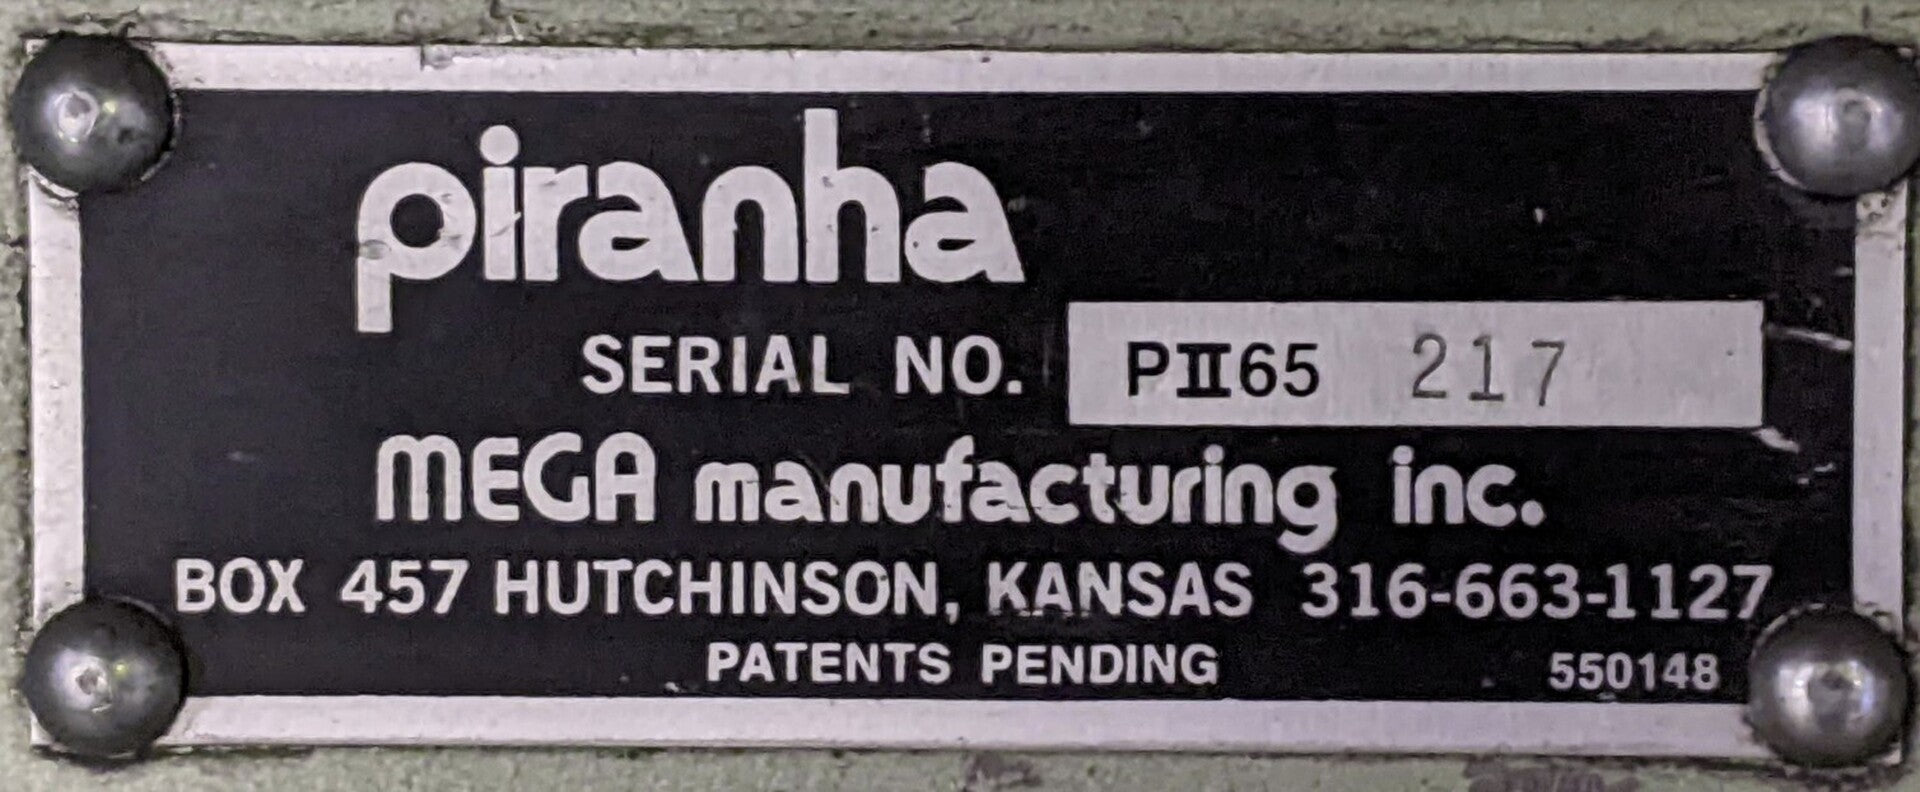 piranha
SERIAL NO. PII65 217
MEGA manufacturing inc.
BOX 457 HUTCHINSON, KANSAS 316-663-1127
PATENTS PENDING 550148